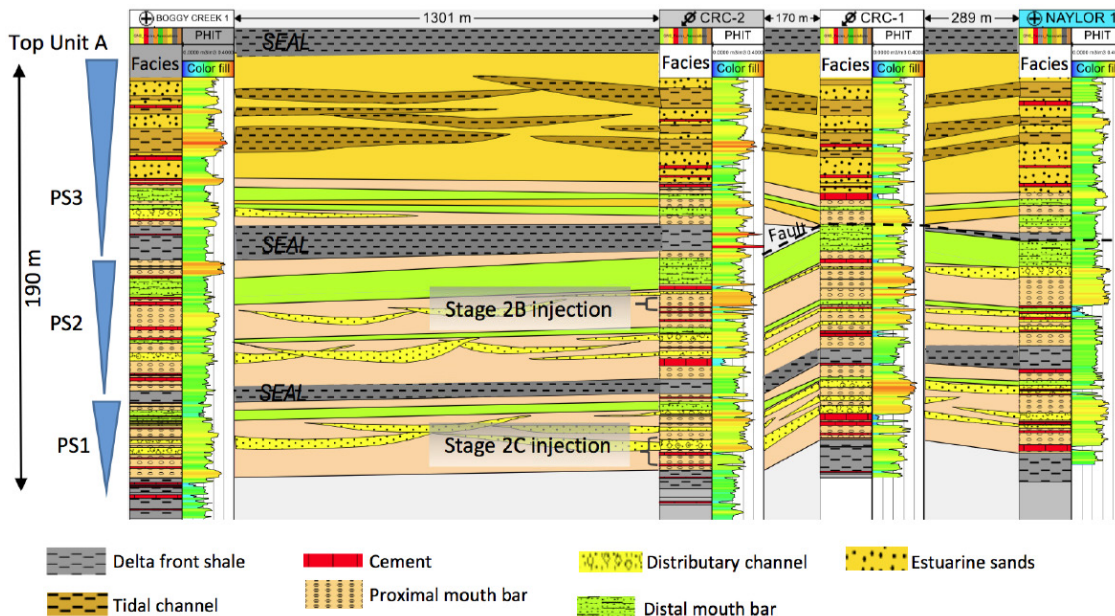 BOGGY CREEK 1
1301 m
CRC-2
170 m
CRC-1
289 m
NAYLOR 1
Top Unit A
PHIT
PHIT
PHIT
PHIT
SEAL
Facies
Color fill
Facies
Color fill
Facies
Color fill
Facies
Color fill
PS3
SEAL
Fault
190 m
PS2
Stage 2B injection
SEAL
PS1
Stage 2C injection
Delta front shale
Cement
Distributary channel
Estuarine sands
Tidal channel
Proximal mouth bar
Distal mouth bar